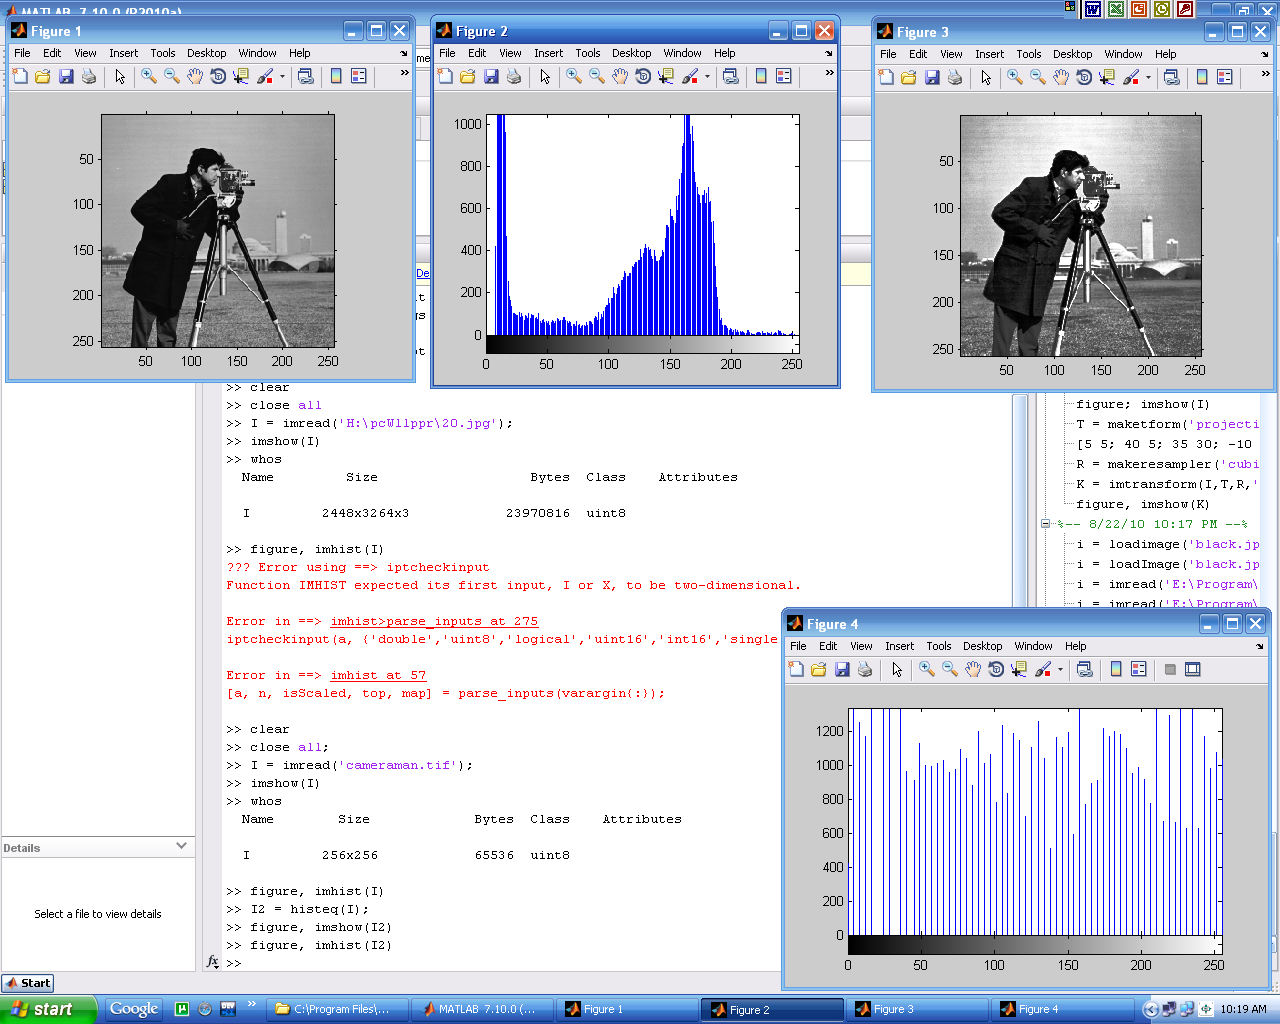 MATLAB 7.10.0 (R2010a)
Figure 1
File Edit View Insert Tools Desktop Window Help
50
100
150
200
250
50 100 150 200 250
Figure 2
File Edit View Insert Tools Desktop Window Help
1000
800
600
400
200
0
0 50 100 150 200 250
Figure 3
File Edit View Insert Tools Desktop Window Help
50
100
150
200
250
50 100 150 200 250
>> clear
>> close all
>> I = imread('H:\pcWllppr\20.jpg');
>> imshow(I)
>> whos
Name Size Bytes Class Attributes
I 2448x3264x3 23970816 uint8
>> figure, imhist(I)
??? Error using ==> iptcheckinput
Function IMHIST expected its first input, I or X, to be two-dimensional.
Error in ==> imhist>parse_inputs at 275
iptcheckinput(a, {'double','uint8','logical','uint16','int16','single
Error in ==> imhist at 57
[a, n, isScaled, top, map] = parse_inputs(varargin{:});
>> clear
>> close all;
>> I = imread('cameraman.tif');
>> imshow(I)
>> whos
Name Size Bytes Class Attributes
I 256x256 65536 uint8
>> figure, imhist(I)
>> I2 = histeq(I);
>> figure, imshow(I2)
>> figure, imhist(I2)
>>
figure; imshow(I)
T = maketform('projecti
[5 5; 40 5; 35 30; -10
R = makeresampler('cubi
K = imtransform(I,T,R,'
figure, imshow(K)
%-- 8/22/10 10:17 PM --%
i = loadimage('black.jp
i = loadImage('black.jp
i = imread('E:\Program\
i = imread('E:\Program\
Figure 4
File Edit View Insert Tools Desktop Window Help
1200
1000
800
600
400
200
0
0 50 100 150 200 250
Details
Select a file to view details
Start
start
Google
C:\Program Files\...
MATLAB 7.10.0 (...
Figure 1
Figure 2
Figure 3
Figure 4
10:19 AM